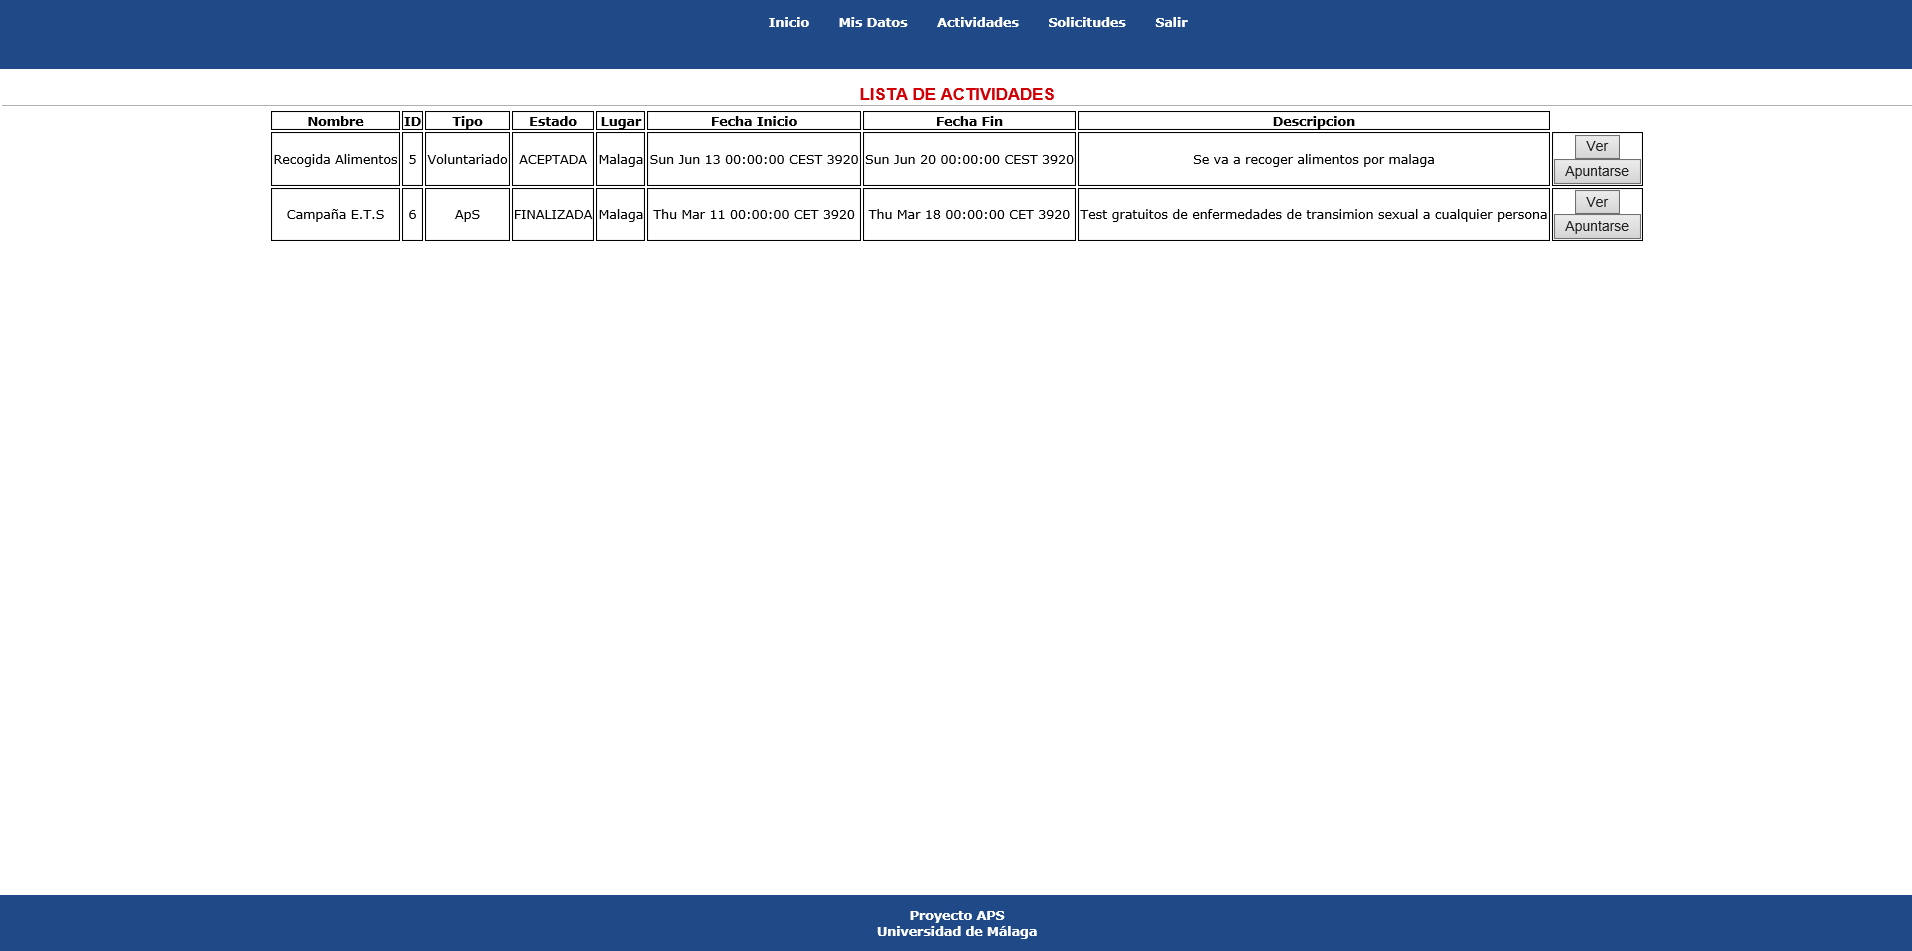 Inicio Mis Datos Actividades Solicitudes Salir
LISTA DE ACTIVIDADES
Nombre ID Tipo Estado Lugar Fecha Inicio Fecha Fin Descripcion
Recogida Alimentos 5 Voluntariado ACEPTADA Malaga Sun Jun 13 00:00:00 CEST 3920 Sun Jun 20 00:00:00 CEST 3920 Se va a recoger alimentos por malaga Ver
Apuntarse
Campaña E.T.S 6 ApS FINALIZADA Malaga Thu Mar 11 00:00:00 CET 3920 Thu Mar 18 00:00:00 CET 3920 Test gratuitos de enfermedades de transimion sexual a cualquier persona Ver
Apuntarse
Proyecto APS
Universidad de Málaga